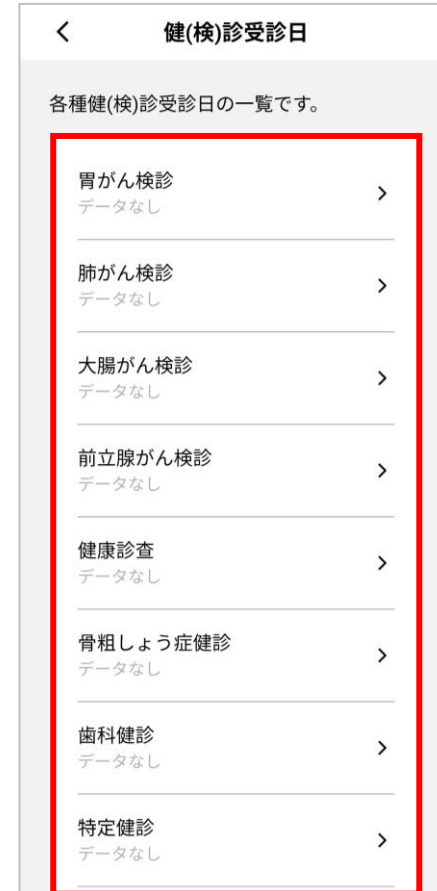 健(検)診受診日
各種健(検)診受診日の一覧です。
胃がん検診
データなし
肺がん検診
データなし
大腸がん検診
データなし
前立腺がん検診
データなし
健康診査
データなし
骨粗しょう症健診
データなし
歯科健診
データなし
特定健診
データなし